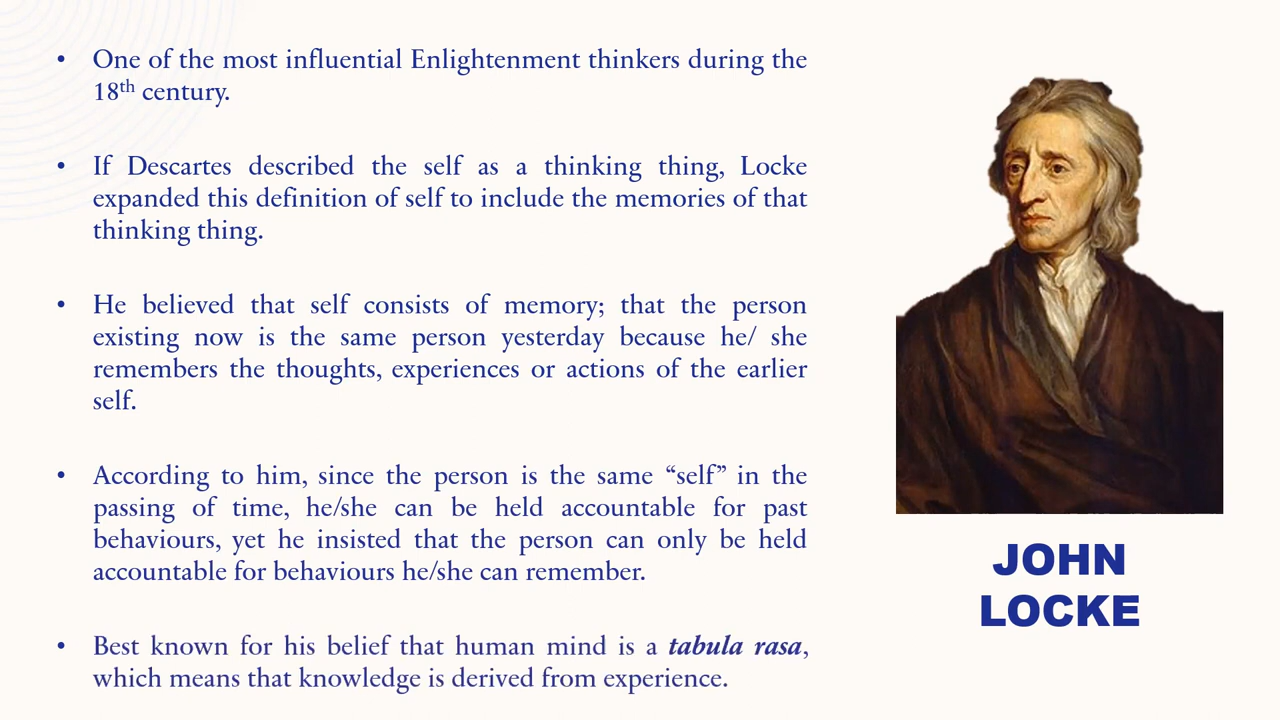 • One of the most influential Enlightenment thinkers during the
18th century.
• If Descartes described the self as a thinking thing, Locke
expanded this definition of self to include the memories of that
thinking thing.
• He believed that self consists of memory; that the person
existing now is the same person yesterday because he/ she
remembers the thoughts, experiences or actions of the earlier
self.
• According to him, since the person is the same “self” in the
passing of time, he/she can be held accountable for past
behaviours, yet he insisted that the person can only be held
accountable for behaviours he/she can remember.
• Best known for his belief that human mind is a tabula rasa,
which means that knowledge is derived from experience.
JOHN
LOCKE